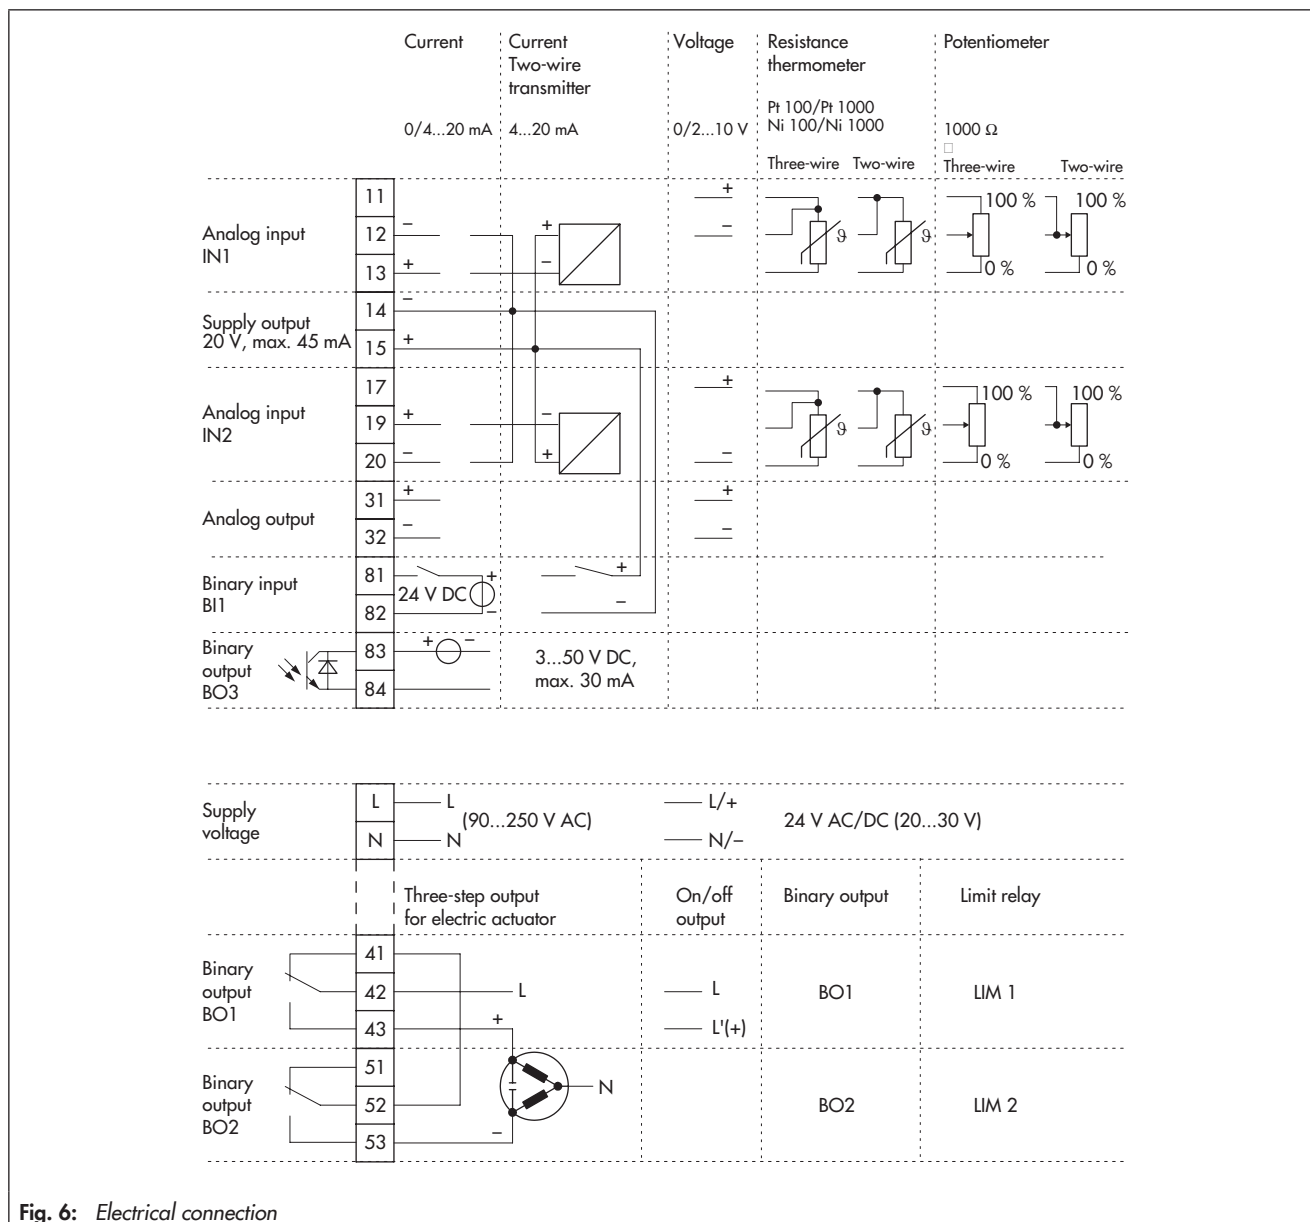 Current
Current
Two-wire
transmitter
Voltage
Resistance
thermometer
Potentiometer
0/4...20 mA
4...20 mA
0/2...10 V
Pt 100/Pt 1000
Ni 100/Ni 1000
1000 Ω
Three-wire
Two-wire
Three-wire
Two-wire
Analog input
IN1
11
12
13
−
+
+
−
+
−
ϑ
ϑ
100 %
0 %
100 %
0 %
Supply output
20 V, max. 45 mA
14
15
−
+
Analog input
IN2
17
19
20
+
−
−
+
+
−
ϑ
ϑ
100 %
0 %
100 %
0 %
Analog output
31
32
+
−
+
−
Binary input
BI1
81
82
24 V DC
+
−
+
−
Binary
output
BO3
83
84
+ −
3...50 V DC,
max. 30 mA
Supply
voltage
L
N
L
N
(90...250 V AC)
L/+
N/−
24 V AC/DC (20...30 V)
Three-step output
for electric actuator
On/off
output
Binary output
Limit relay
Binary
output
BO1
41
42
43
L
+
L
L'(+)
BO1
LIM 1
Binary
output
BO2
51
52
53
−
N
BO2
LIM 2
Fig. 6: Electrical connection